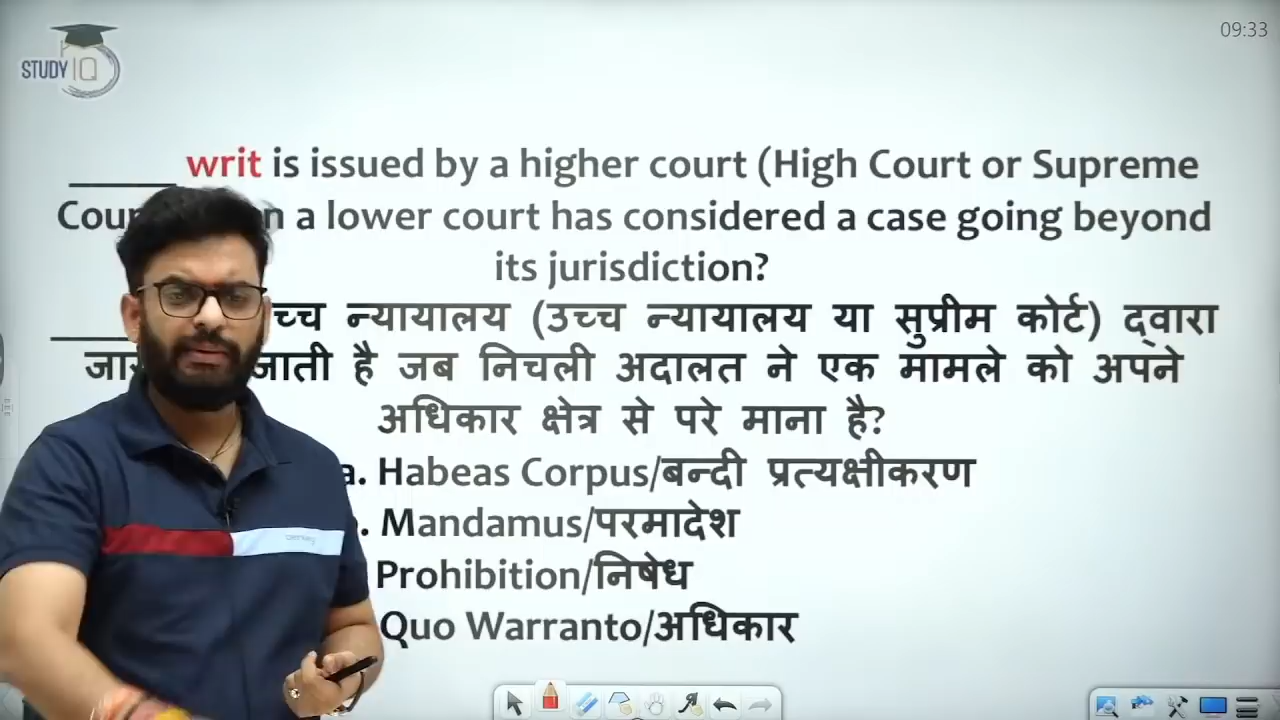 STUDY IQ
09:33
writ is issued by a higher court (High Court or Supreme
a lower court has considered a case going beyond
its jurisdiction?
न्यायालय (उच्च न्यायालय या सुप्रीम कोर्ट) द्वारा
है जब निचली अदालत ने एक मामले को अपने
अधिकार क्षेत्र से परे माना है?
a. Habeas Corpus/बन्दी प्रत्यक्षीकरण
Mandamus/परमादेश
Prohibition/निषेध
Quo Warranto/अधिकार